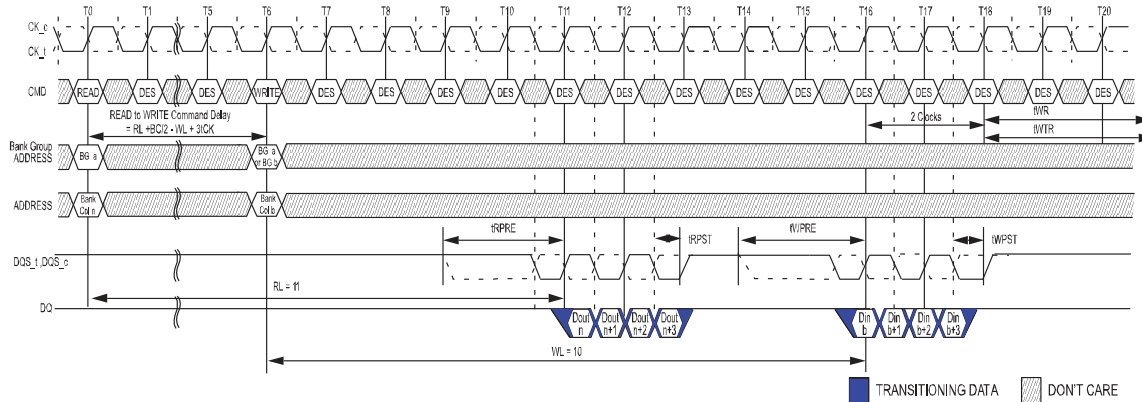 T0 T1 T5 T6 T7 T8 T9 T10 T11 T12 T13 T14 T15 T16 T17 T18 T19 T20
CK_c
CK_t
CMD READ DES DES WRITE DES DES DES DES DES DES DES DES DES DES DES DES DES DES
READ to WRITE Command Delay
= RL +BC/2 - WL + 3tCK
2 Clocks
tWR
tWTR
Bank Group
ADDRESS
BG a
BG a
or BG b
ADDRESS
Bank
Col n
Bank
Col b
tRPRE tRPST tWPRE tWPST
DQS_t ,DQS_c
RL = 11
DQ
Dout
n
Dout
n+1
Dout
n+2
Dout
n+3
Din
b
Din
b+1
Din
b+2
Din
b+3
WL = 10
TRANSITIONING DATA
DON'T CARE